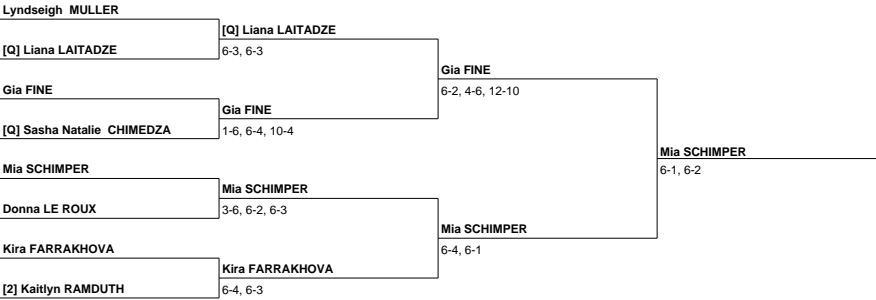 Lyndseigh MULLER
[Q] Liana LAITADZE
[Q] Liana LAITADZE
6-3, 6-3
Gia FINE
6-2, 4-6, 12-10
Gia FINE
Gia FINE
[Q] Sasha Natalie CHIMEDZA
1-6, 6-4, 10-4
Mia SCHIMPER
6-1, 6-2
Mia SCHIMPER
Mia SCHIMPER
Donna LE ROUX
3-6, 6-2, 6-3
Mia SCHIMPER
6-4, 6-1
Kira FARRAKHOVA
Kira FARRAKHOVA
[2] Kaitlyn RAMDUTH
6-4, 6-3